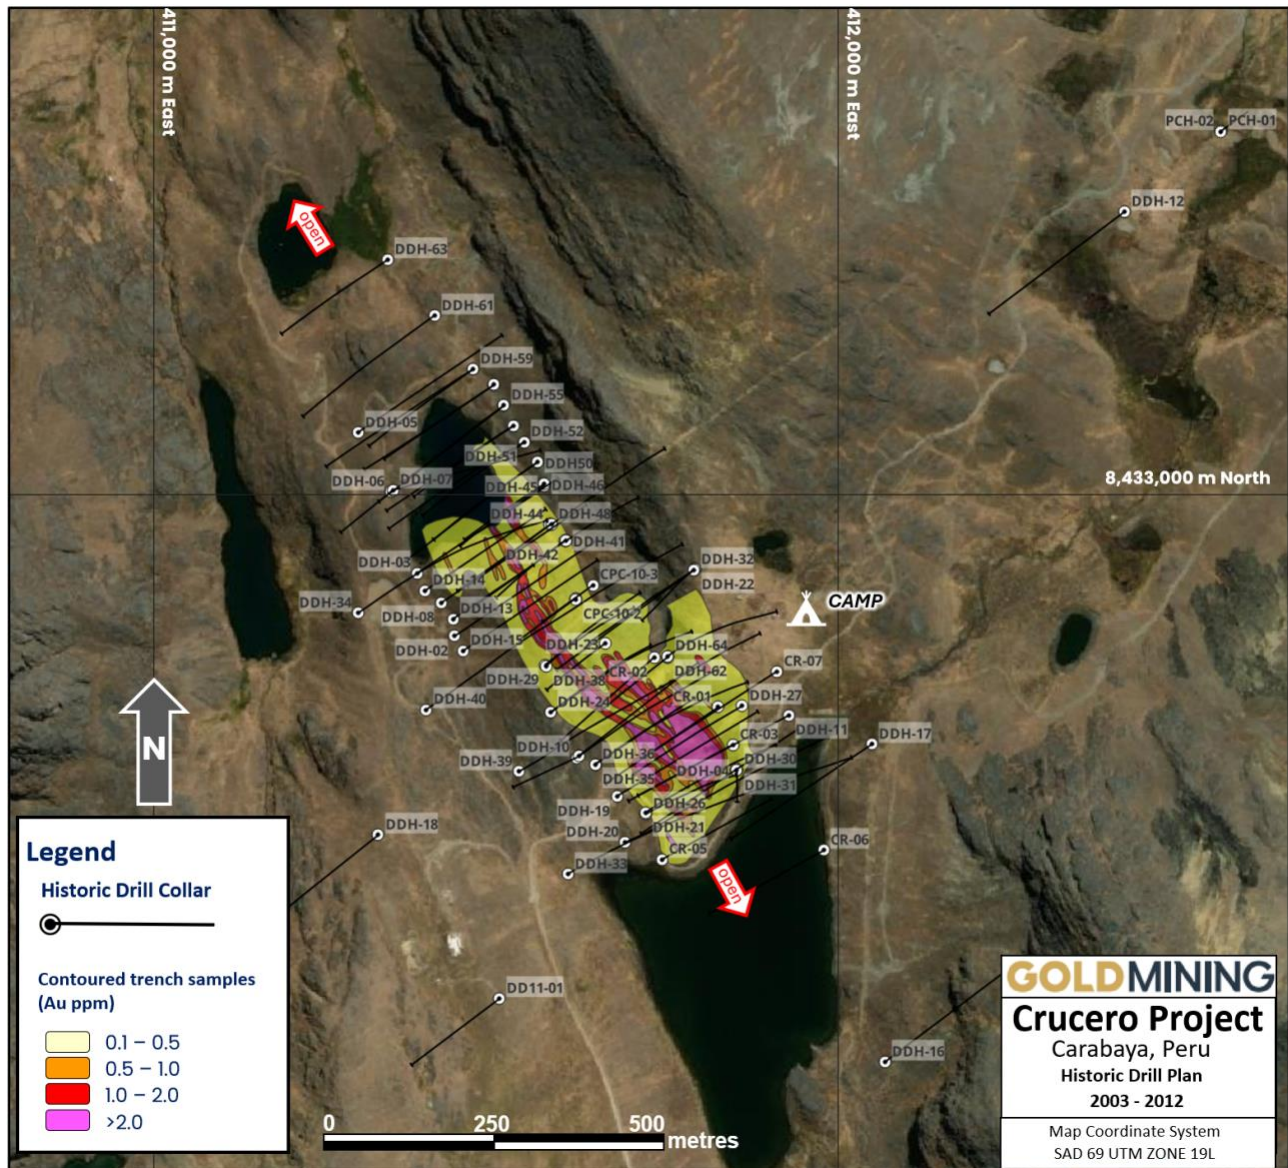 411,000 m East
412,000 m East
PCH-02
PCH-01
DDH-12
open
DDH-63
DDH-61
DDH-59
DDH-55
DDH-05
DDH-52
DDH-51
DDH50
DDH-06
DDH-07
DDH-45
DDH-46
8,433,000 m North
DDH-44
DDH-48
DDH-41
DDH-42
DDH-03
DDH-32
DDH-14
CPC-10-3
DDH-22
DDH-34
DDH-08
DDH-13
CPC-10-2
CAMP
DDH-02
DDH-15
DDH-23
DDH-64
DDH-29
DDH-38
CR-02
DDH-62
CR-07
DDH-40
DDH-24
CR-01
DDH-27
DDH-10
DDH-11
DDH-17
DDH-39
DDH-36
CR-03
DDH-35
DDH-04
DDH-30
DDH-31
DDH-19
DDH-26
DDH-18
DDH-20
DDH-21
CR-06
DDH-33
CR-05
open
N
Legend
Historic Drill Collar
Contoured trench samples
(Au ppm)
0.1 – 0.5
0.5 – 1.0
1.0 – 2.0
>2.0
DD11-01
DDH-16
0 250 500
metres
GOLDMINING
Crucero Project
Carabaya, Peru
Historic Drill Plan
2003 - 2012
Map Coordinate System
SAD 69 UTM ZONE 19L